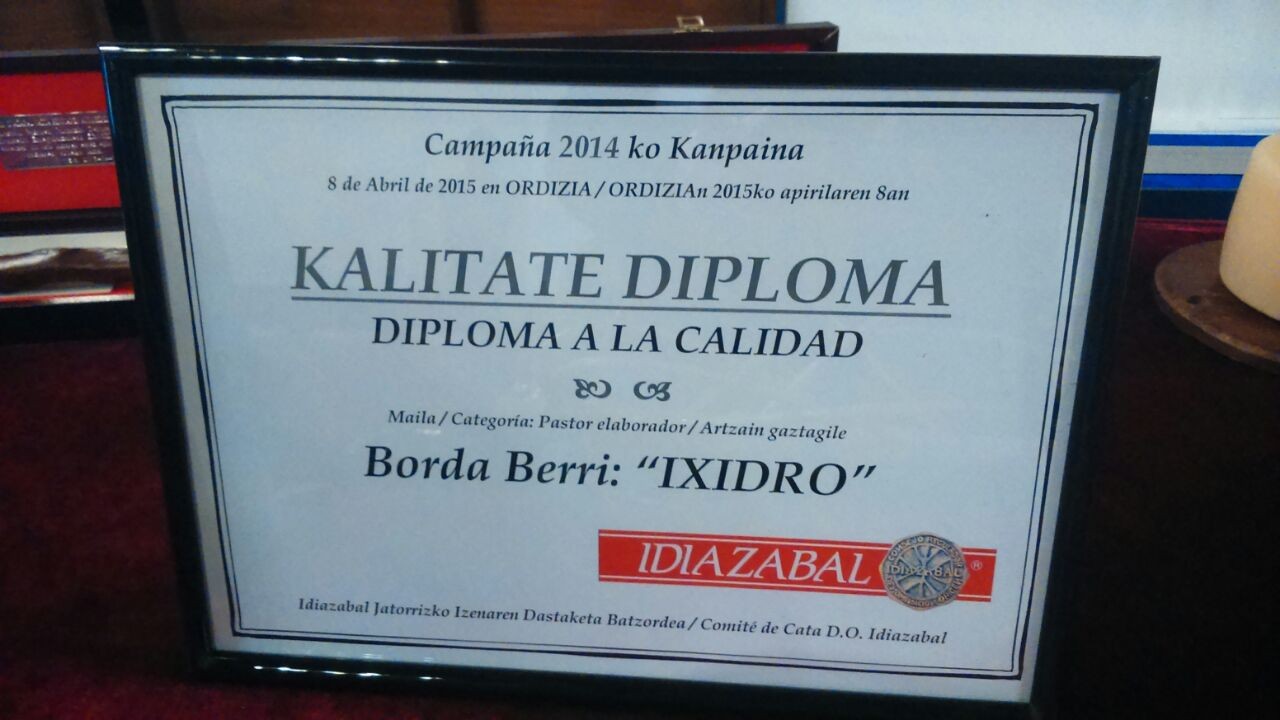 Campaña 2014 ko Kanpaina
8 de Abril de 2015 en ORDIZIA / ORDIZIAn 2015ko apirilaren 8an
KALITATE DIPLOMA
DIPLOMA A LA CALIDAD
Maila / Categoría: Pastor elaborador / Artzain gaztagile
Borda Berri: “IXIDRO”
IDIAZABAL ®
IDIAZABAL
Idiazabal Jatorrizko Izenaren Dastaketa Batzordea / Comité de Cata D.O. Idiazabal